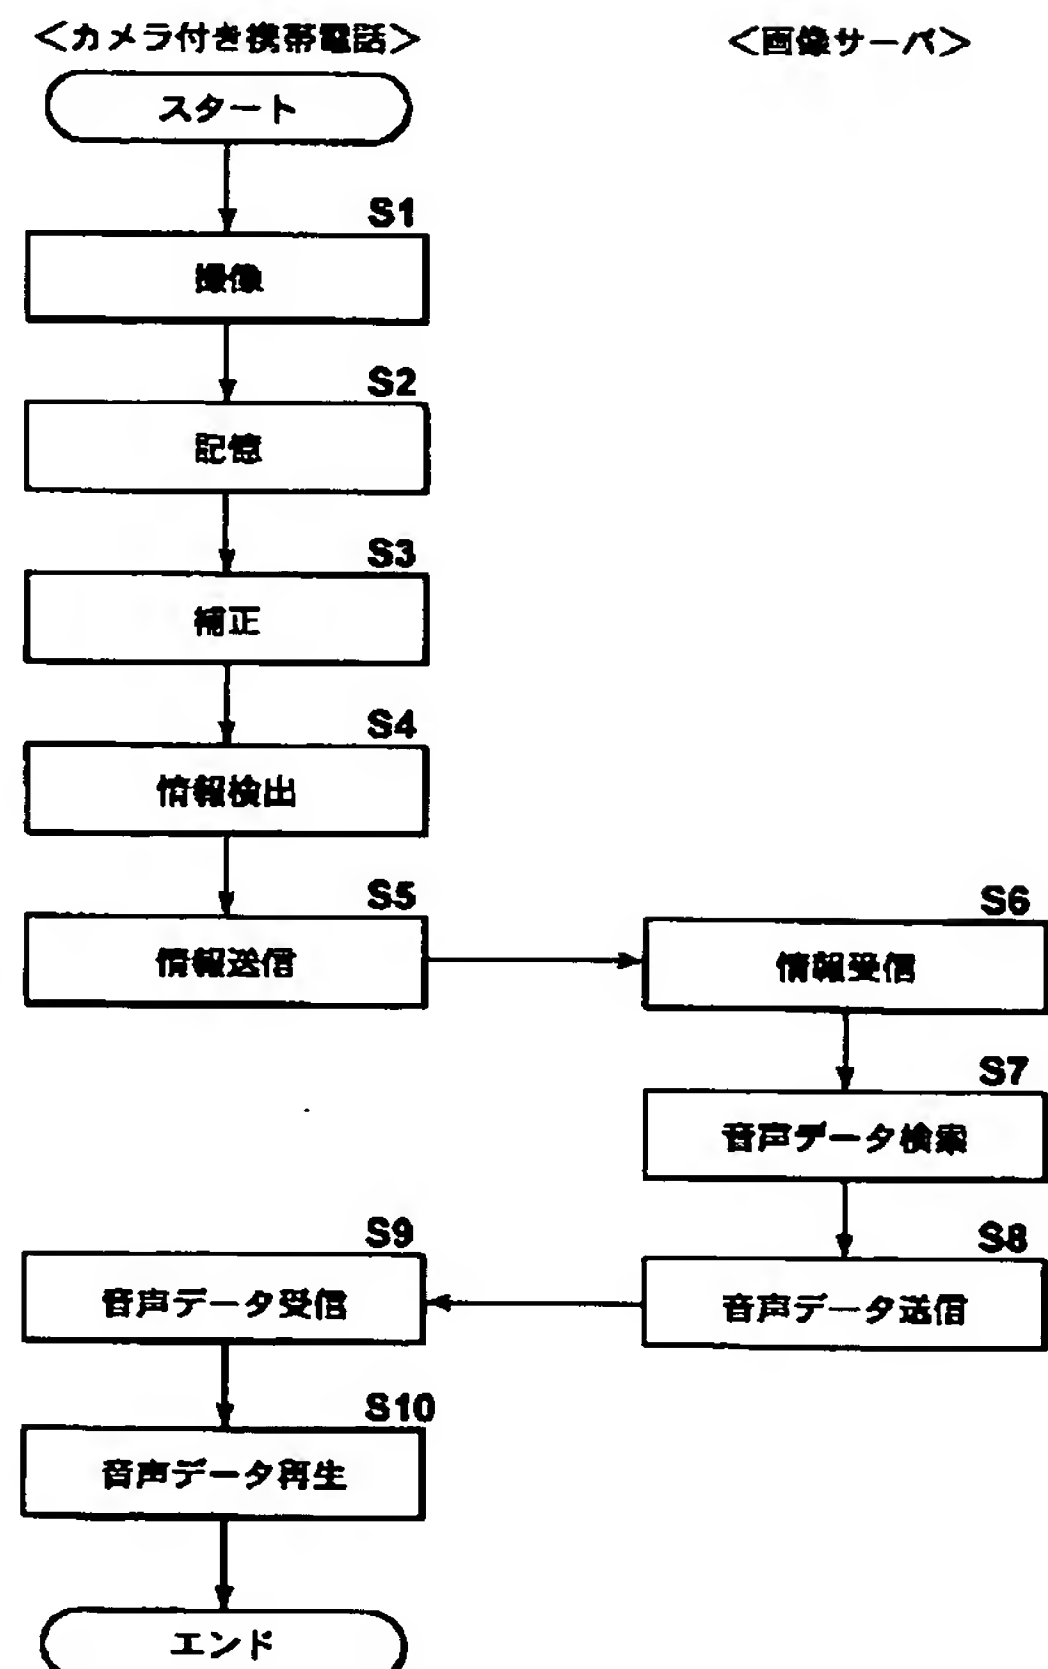 <カメラ付き携帯電話>
<画像サーバ>
スタート
S1
撮像
S2
記憶
S3
補正
S4
情報検出
S5
情報送信
S6
情報受信
S7
音声データ検索
S8
音声データ送信
S9
音声データ受信
S10
音声データ再生
エンド